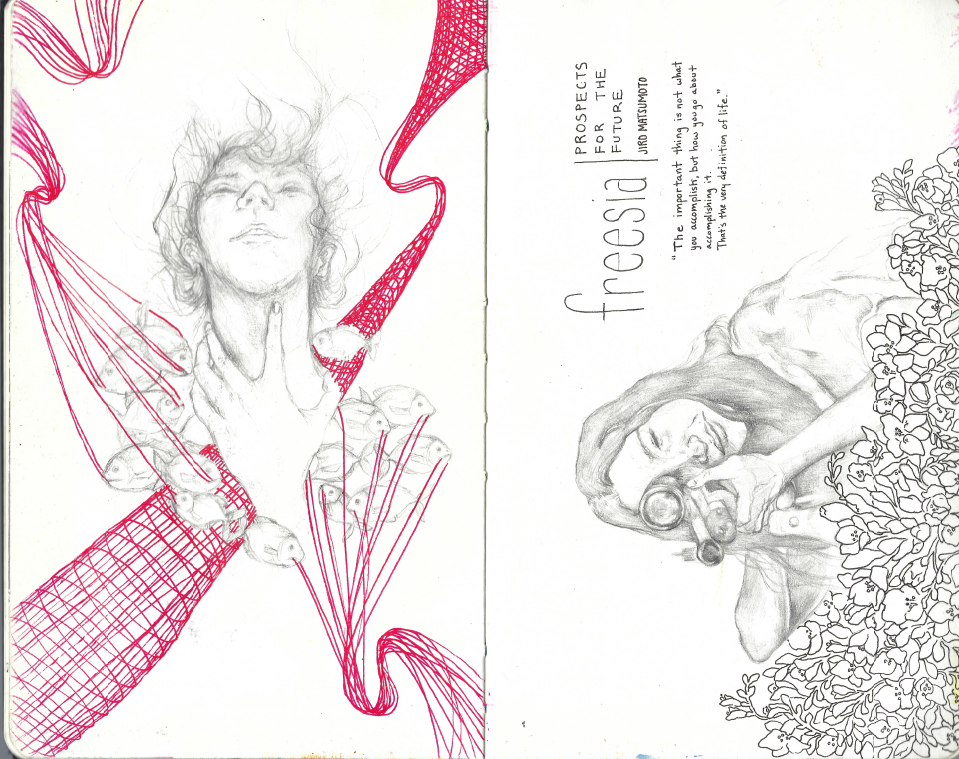 freesia
PROSPECTS
FOR THE
FUTURE
JIRO MATSUMOTO
"The important thing is not what
you accomplish, but how you go about
accomplishing it.
That's the very definition of life."